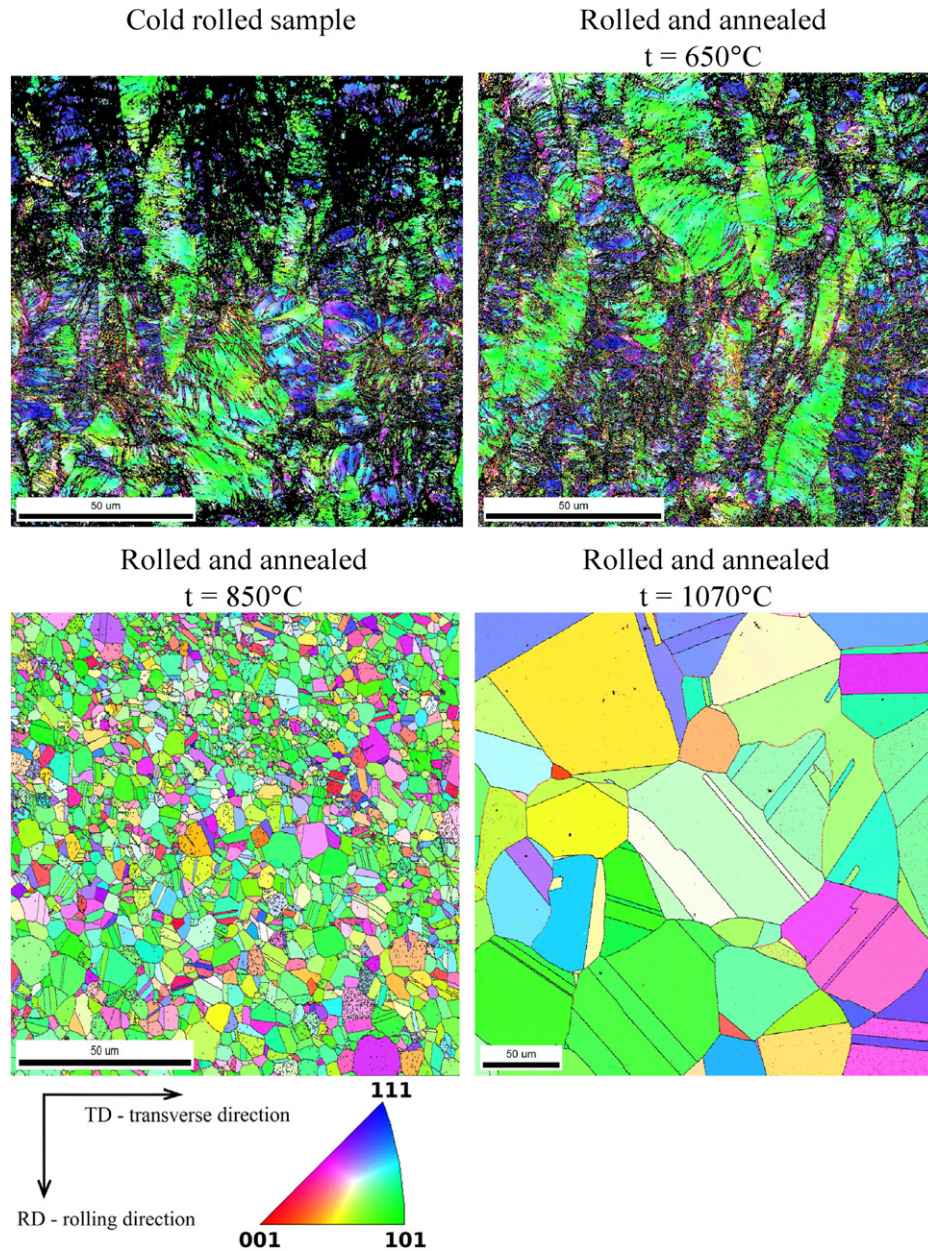 Cold rolled sample
Rolled and annealed
t = 650°C
50 um
50 um
Rolled and annealed
t = 850°C
Rolled and annealed
t = 1070°C
50 um
50 um
TD - transverse direction
RD - rolling direction
111
001
101